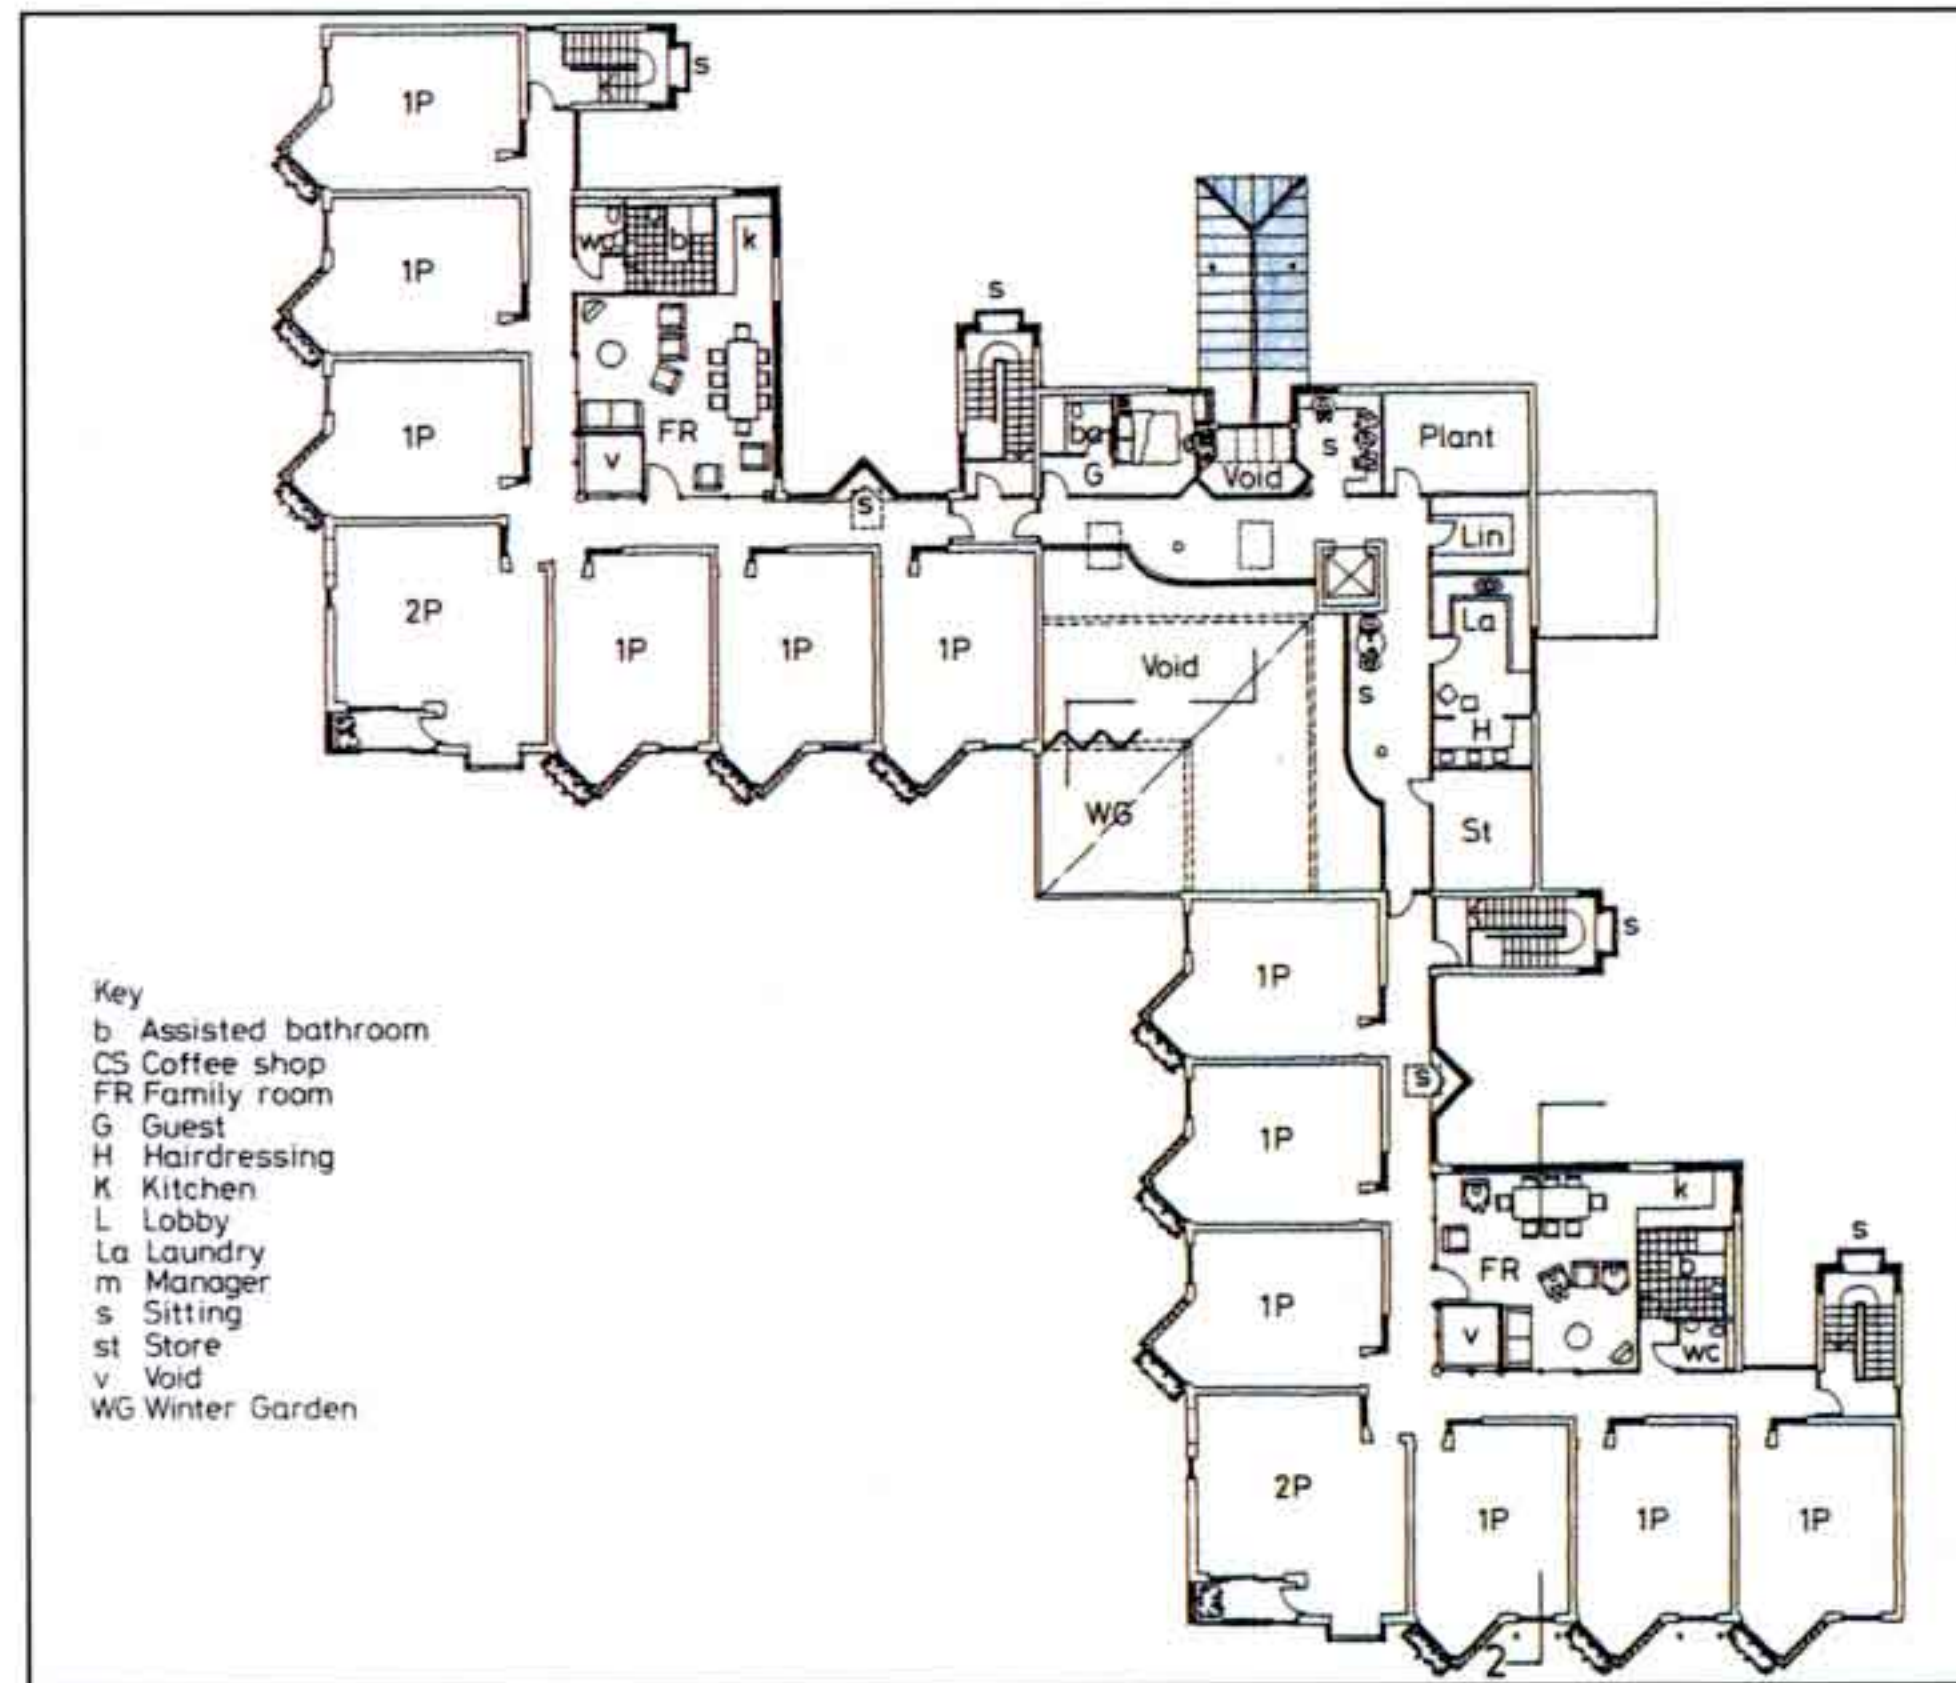 1P
s
1P
wc
b
k
1P
FR
v
s
s
2P
1P
1P
1P
ba
G
Void
s
Plant
Lin
La
s
H
St
Void
WG
1P
s
1P
s
1P
FR
k
b
v
wc
s
2P
1P
1P
1P
2
Key
b Assisted bathroom
CS Coffee shop
FR Family room
G Guest
H Hairdressing
K Kitchen
L Lobby
La Laundry
m Manager
s Sitting
st Store
v Void
WG Winter Garden